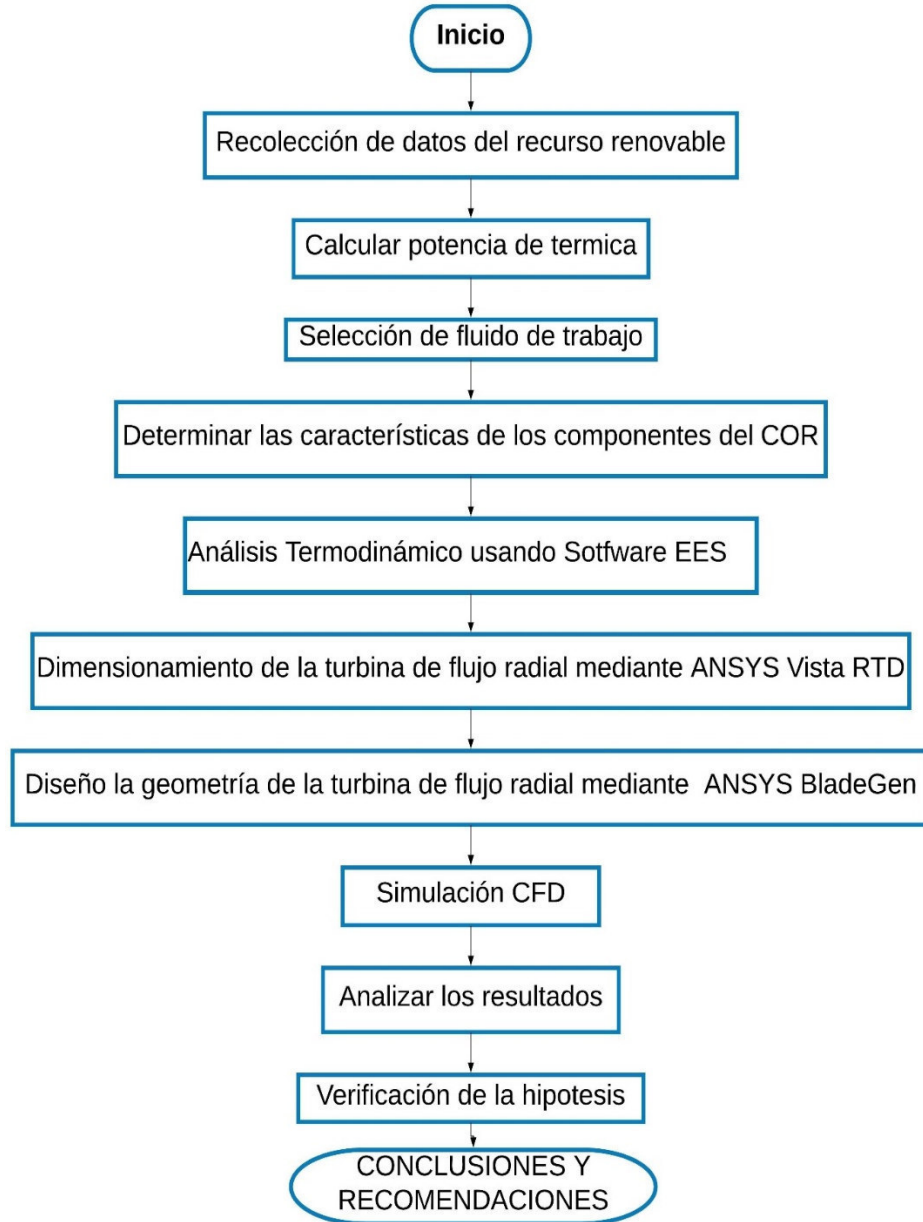 Inicio
Recolección de datos del recurso renovable
Calcular potencia de termica
Selección de fluido de trabajo
Determinar las características de los componentes del COR
Análisis Termodinámico usando Sotfware EES
Dimensionamiento de la turbina de flujo radial mediante ANSYS Vista RTD
Diseño la geometría de la turbina de flujo radial mediante ANSYS BladeGen
Simulación CFD
Analizar los resultados
Verificación de la hipotesis
CONCLUSIONES Y
RECOMENDACIONES